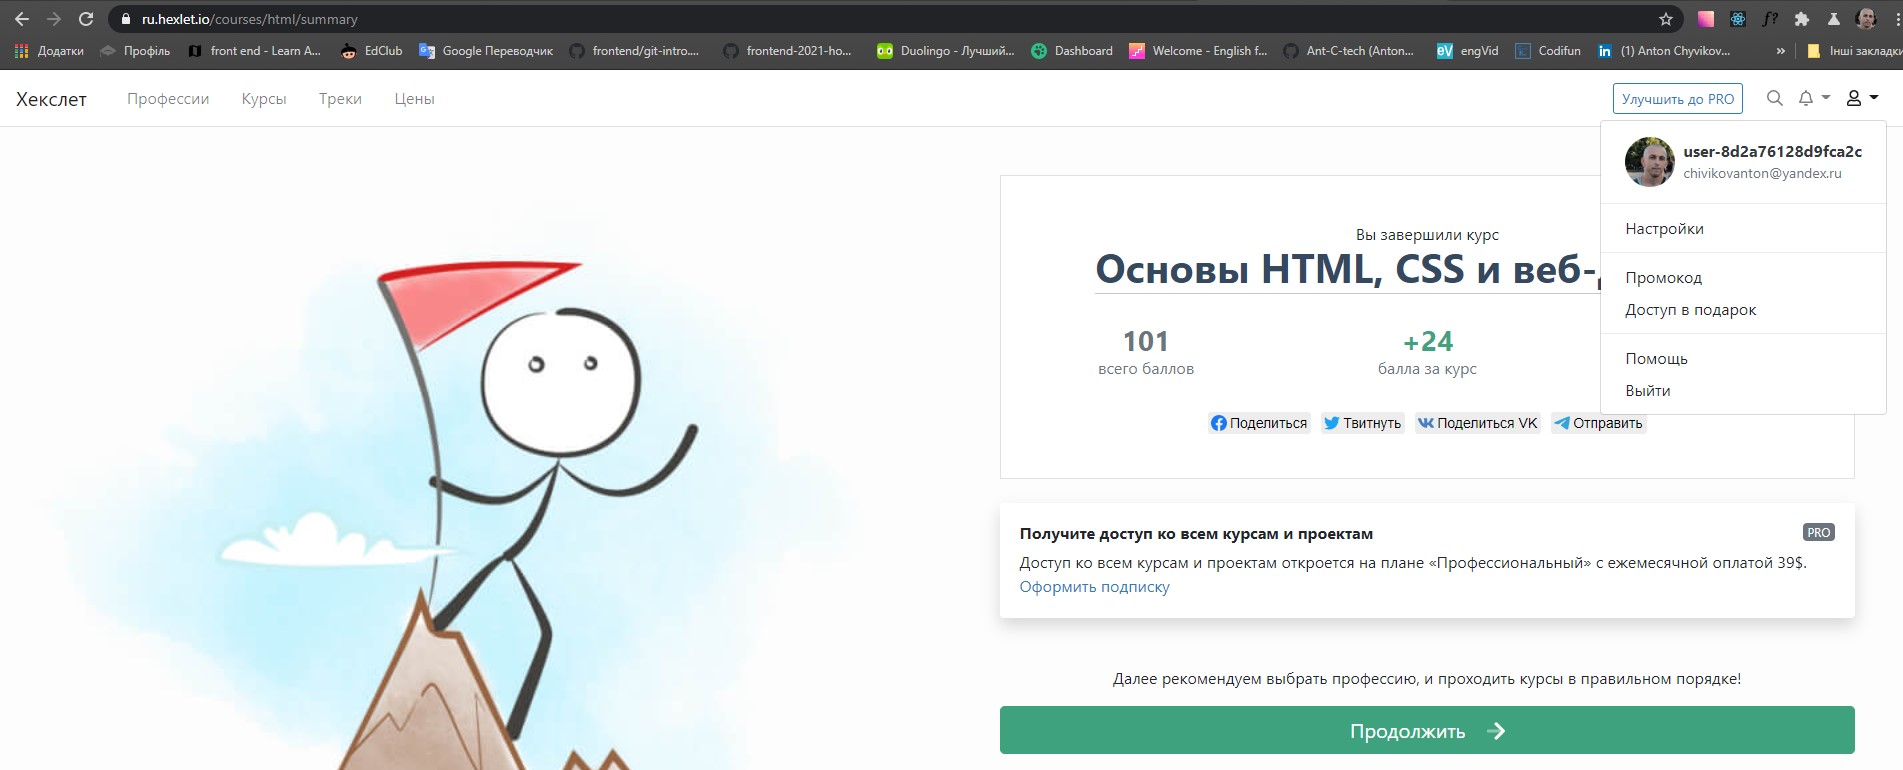 ru.hexlet.io/courses/html/summary
Додатки Профіль front end - Learn A... EdClub Google Переводчик frontend/git-intro.... frontend-2021-ho... Duolingo - Лучший... Dashboard Welcome - English f... Ant-C-tech (Anton... engVid Codifun (1) Anton Chyvikov... » Інші закладки
Хекслет Профессии Курсы Треки Цены Улучшить до PRO
user-8d2a76128d9fca2c
chivikovanton@yandex.ru
Настройки
Промокод
Доступ в подарок
Помощь
Выйти
Вы завершили курс
Основы HTML, CSS и веб-
101 +24
всего баллов балла за курс
Поделиться Твитнуть Поделиться VK Отправить
Получите доступ ко всем курсам и проектам PRO
Доступ ко всем курсам и проектам откроется на плане «Профессиональный» с ежемесячной оплатой 39$.
Оформить подписку
Далее рекомендуем выбрать профессию, и проходить курсы в правильном порядке!
Продолжить →